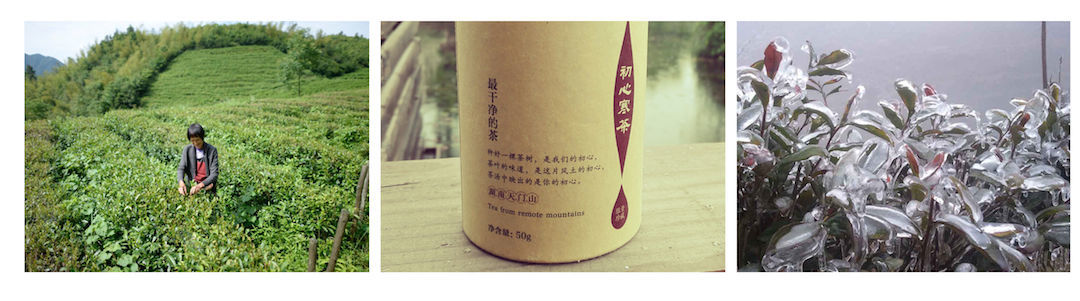 初心寒茶
最干净的茶
种好一棵茶树，是我们的初心，
茶叶的味道，是这片风土的初心，
茶汤中映出的是你的初心。
湖南天门山
Tea from remote mountains
净含量：50g